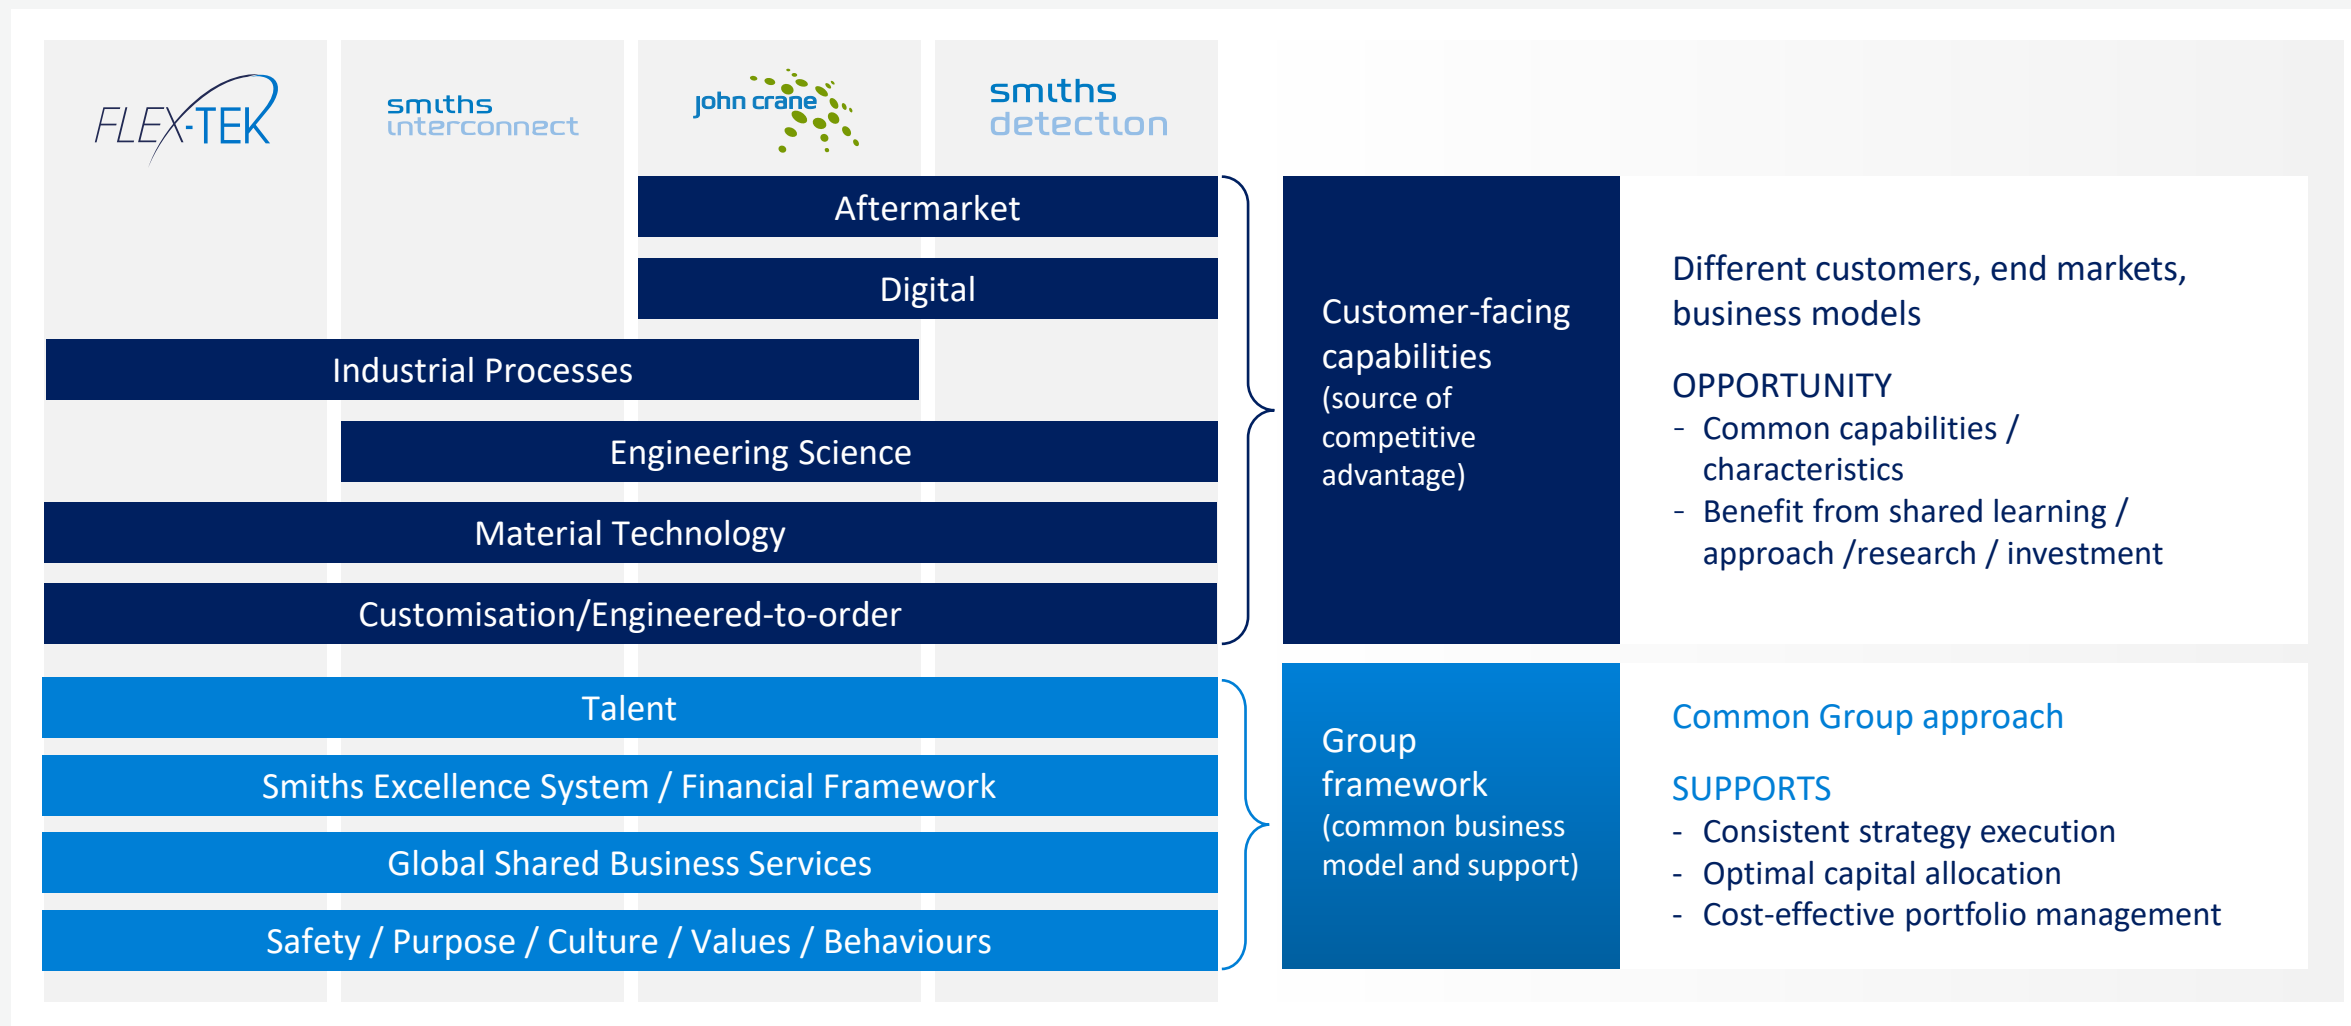 FLEX-TEK
smiths
interconnect
john crane
smiths
detection
Aftermarket
Digital
Industrial Processes
Engineering Science
Material Technology
Customisation/Engineered-to-order
Customer-facing
capabilities
(source of
competitive
advantage)
Different customers, end markets,
business models
OPPORTUNITY
- Common capabilities /
characteristics
- Benefit from shared learning /
approach /research / investment
Talent
Smiths Excellence System / Financial Framework
Global Shared Business Services
Safety / Purpose / Culture / Values / Behaviours
Group
framework
(common business
model and support)
Common Group approach
SUPPORTS
- Consistent strategy execution
- Optimal capital allocation
- Cost-effective portfolio management